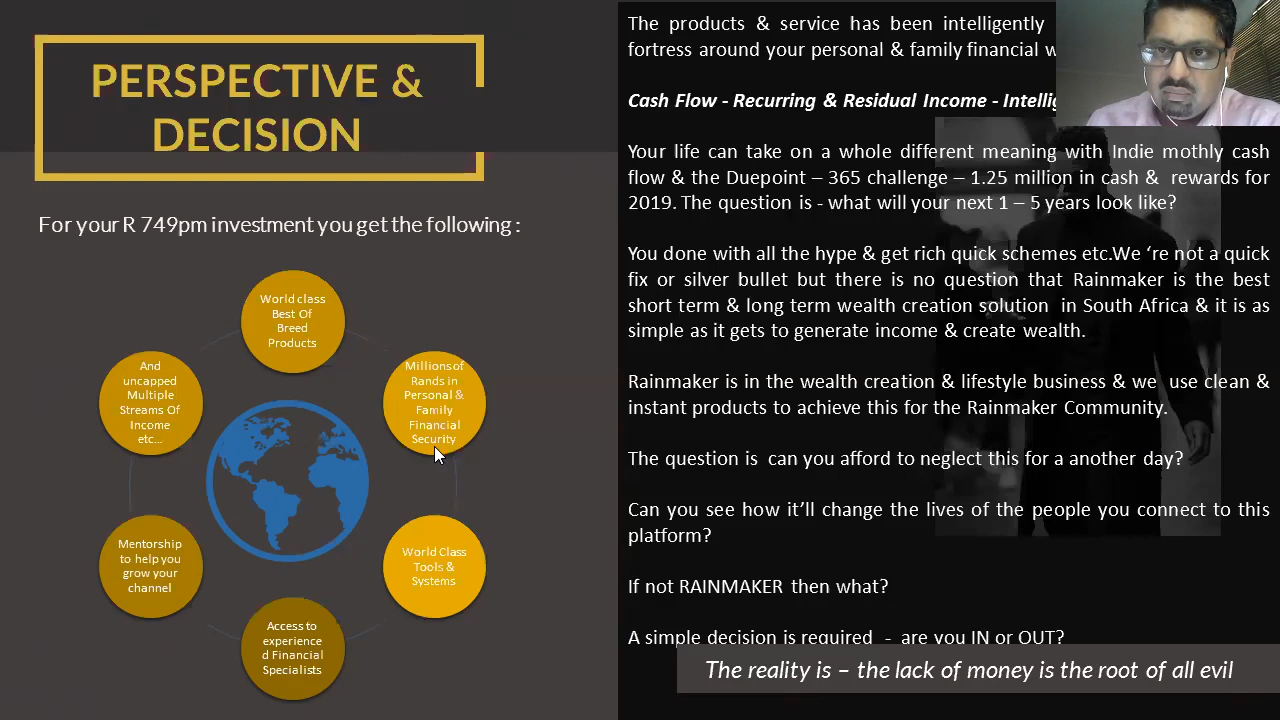 PERSPECTIVE &
DECISION
For your R 749pm investment you get the following :
World class
Best Of
Breed
Products
Millions of
Rands in
Personal &
Family
Financial
Security
World Class
Tools &
Systems
Access to
experience
d Financial
Specialists
Mentorship
to help you
grow your
channel
And
uncapped
Multiple
Streams Of
Income
etc...
The products & service has been intelligently
fortress around your personal & family financial
Cash Flow - Recurring & Residual Income -
Your life can take on a whole different meaning with Indie mothly cash
flow & the Duepoint – 365 challenge – 1.25 million in cash & rewards for
2019. The question is - what will your next 1 – 5 years look like?
You done with all the hype & get rich quick schemes etc.We ‘re not a quick
fix or silver bullet but there is no question that Rainmaker is the best
short term & long term wealth creation solution in South Africa & it is as
simple as it gets to generate income & create wealth.
Rainmaker is in the wealth creation & lifestyle business & we use clean &
instant products to achieve this for the Rainmaker Community.
The question is can you afford to neglect this for a another day?
Can you see how it’ll change the lives of the people you connect to this
platform?
If not RAINMAKER then what?
A simple decision is required - are you IN or OUT?
The reality is – the lack of money is the root of all evil